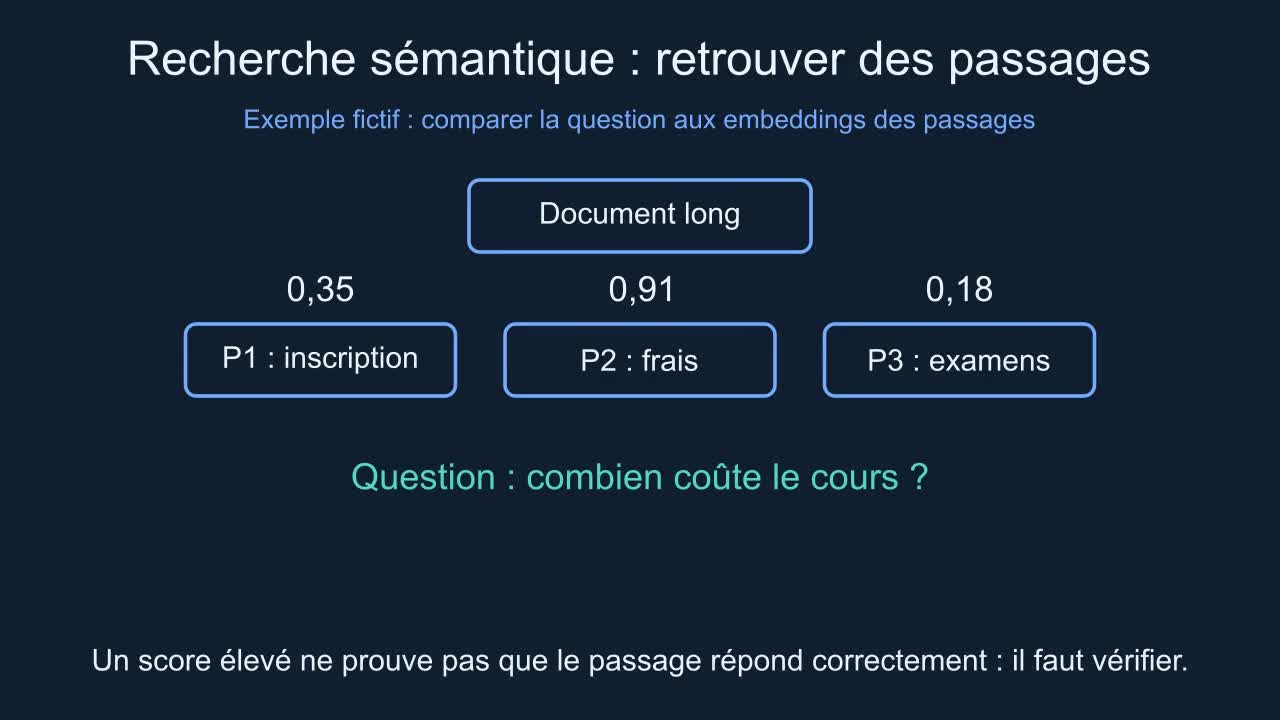 Recherche sémantique : retrouver des passages
Exemple fictif : comparer la question aux embeddings des passages
Document long
0,35
0,91
0,18
P1 : inscription
P2 : frais
P3 : examens
Question : combien coûte le cours ?
Un score élevé ne prouve pas que le passage répond correctement : il faut vérifier.